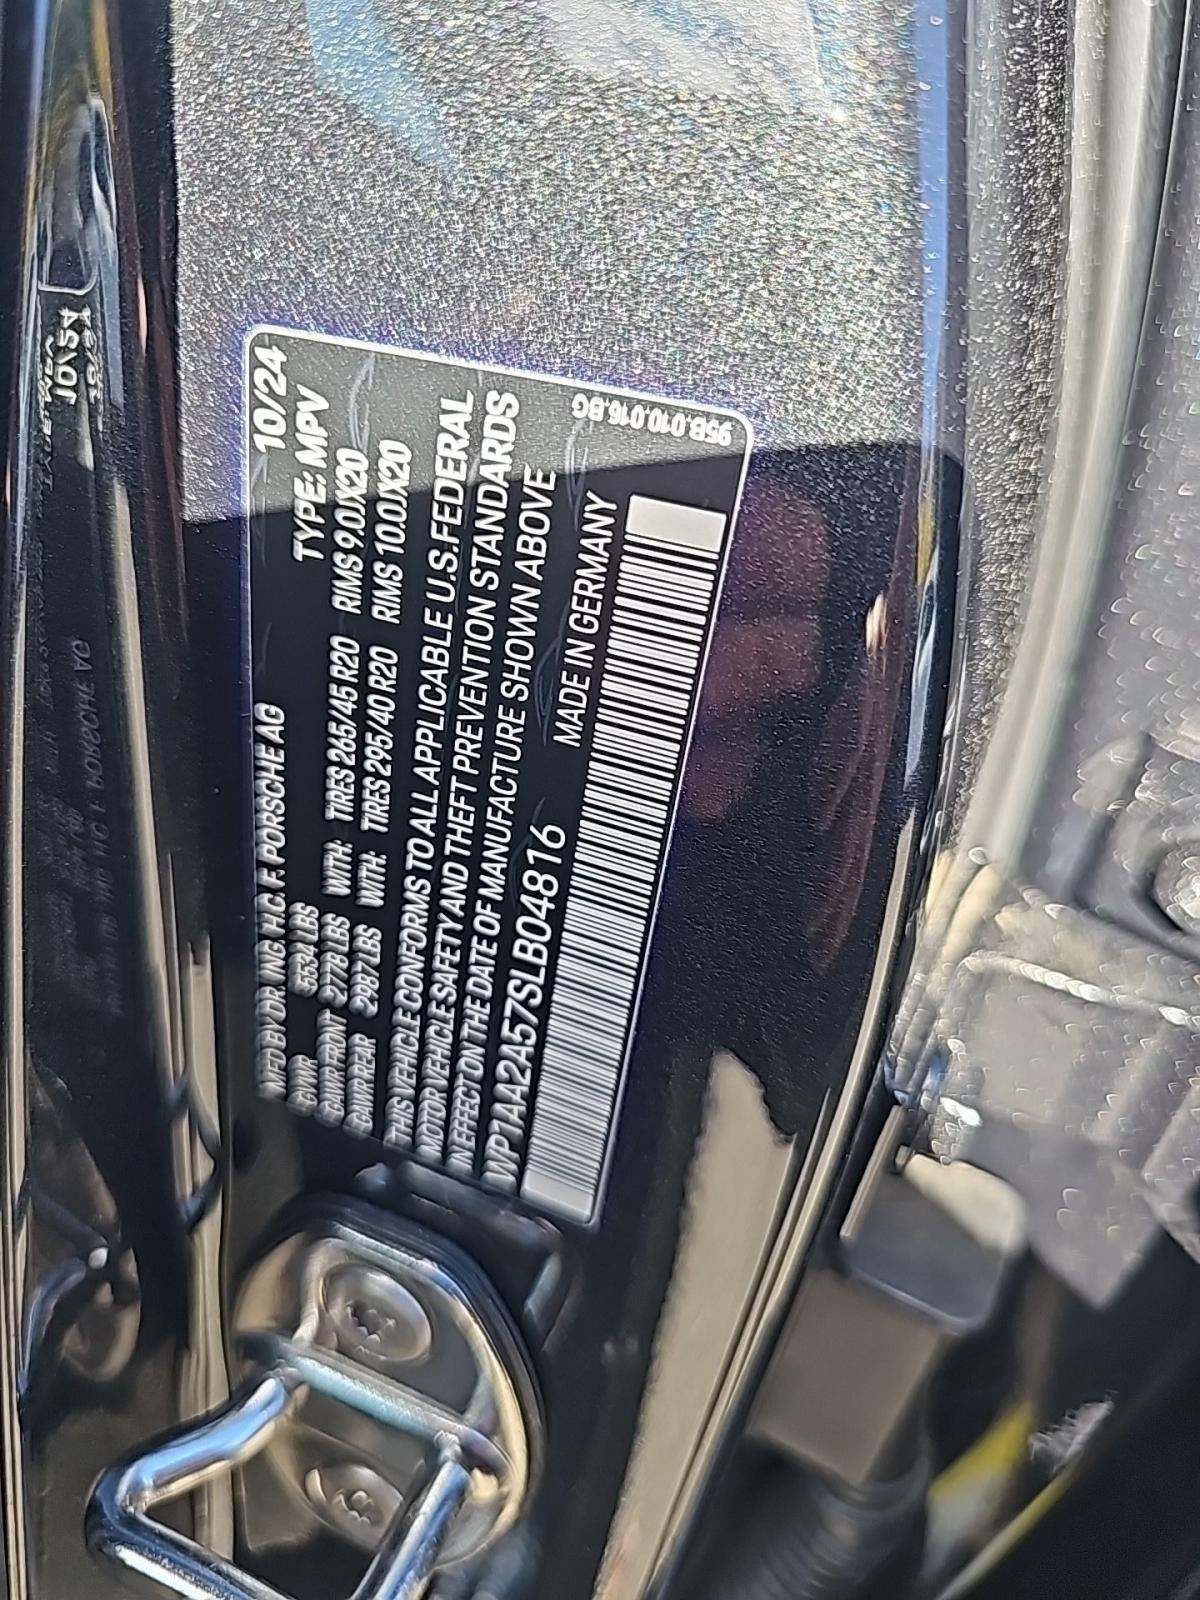 MFD BY DR. ING. H.C. F. PORSCHE AG 10/24
GVWR 5534 LBS TYPE: MPV
GAWR FRONT 2778 LBS WITH: TIRES 265/45 R20 RIMS 9.0JX20
GAWR REAR 2987 LBS WITH: TIRES 295/40 R20 RIMS 10.0JX20
THIS VEHICLE CONFORMS TO ALL APPLICABLE U.S. FEDERAL
MOTOR VEHICLE SAFETY AND THEFT PREVENTION STANDARDS
IN EFFECT ON THE DATE OF MANUFACTURE SHOWN ABOVE
WP1AA2A57SLB04816 MADE IN GERMANY
95B.010.016.BG